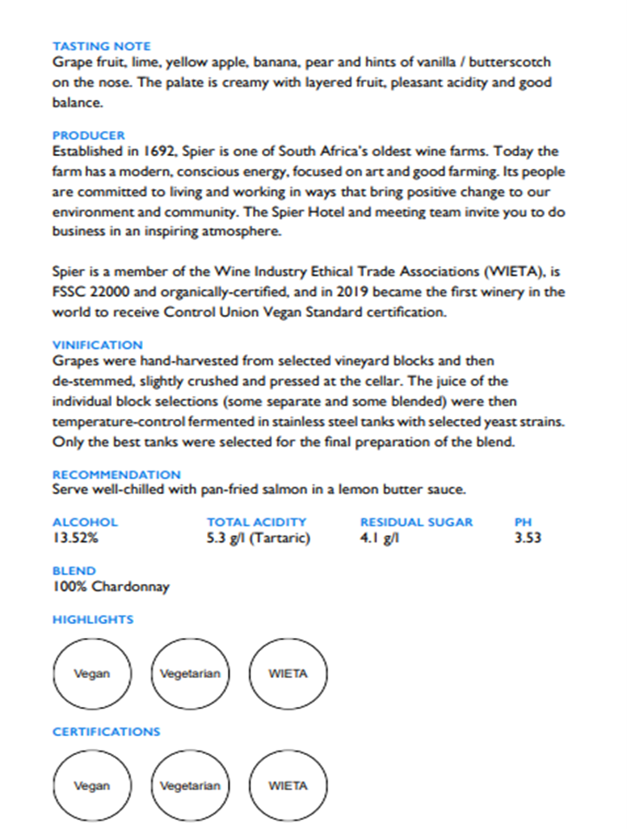 TASTING NOTE
Grape fruit, lime, yellow apple, banana, pear and hints of vanilla / butterscotch
on the nose. The palate is creamy with layered fruit, pleasant acidity and good
balance.
PRODUCER
Established in 1692, Spier is one of South Africa's oldest wine farms. Today the
farm has a modern, conscious energy, focused on art and good farming. Its people
are committed to living and working in ways that bring positive change to our
environment and community. The Spier Hotel and meeting team invite you to do
business in an inspiring atmosphere.
Spier is a member of the Wine Industry Ethical Trade Associations (WIETA), is
FSSC 22000 and organically-certified, and in 2019 became the first winery in the
world to receive Control Union Vegan Standard certification.
VINIFICATION
Grapes were hand-harvested from selected vineyard blocks and then
de-stemmed, slightly crushed and pressed at the cellar. The juice of the
individual block selections (some separate and some blended) were then
temperature-control fermented in stainless steel tanks with selected yeast strains.
Only the best tanks were selected for the final preparation of the blend.
RECOMMENDATION
Serve well-chilled with pan-fried salmon in a lemon butter sauce.
ALCOHOL TOTAL ACIDITY RESIDUAL SUGAR PH
13.52% 5.3 g/l (Tartaric) 4.1 g/l 3.53
BLEND
100% Chardonnay
HIGHLIGHTS
Vegan Vegetarian WIETA
CERTIFICATIONS
Vegan Vegetarian WIETA